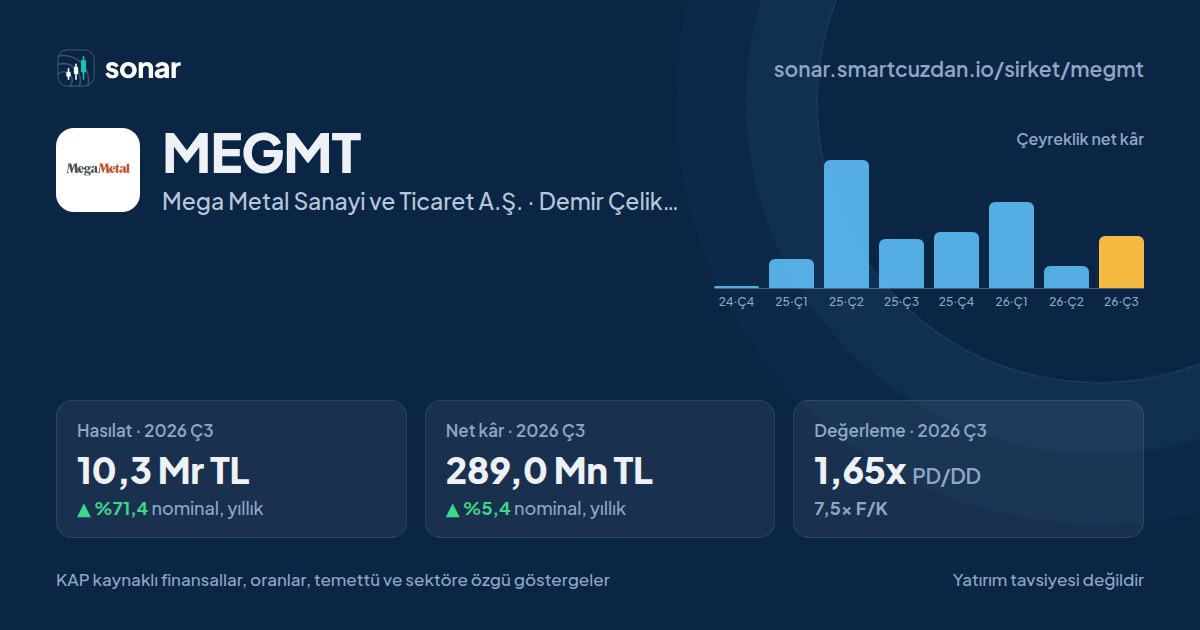 sonar
sonar.smartcuzdan.io/sirket/megmt
MegaMetal
MEGMT
Mega Metal Sanayi ve Ticaret A.Ş. · Demir Çelik…
Çeyreklik net kâr
24·Ç4 25·Ç1 25·Ç2 25·Ç3 25·Ç4 26·Ç1 26·Ç2 26·Ç3
Hasılat · 2026 Ç3
10,3 Mr TL
▲ %71,4 nominal, yıllık
Net kâr · 2026 Ç3
289,0 Mn TL
▲ %5,4 nominal, yıllık
Değerleme · 2026 Ç3
1,65x PD/DD
7,5× F/K
KAP kaynaklı finansallar, oranlar, temettü ve sektöre özgü göstergeler
Yatırım tavsiyesi değildir